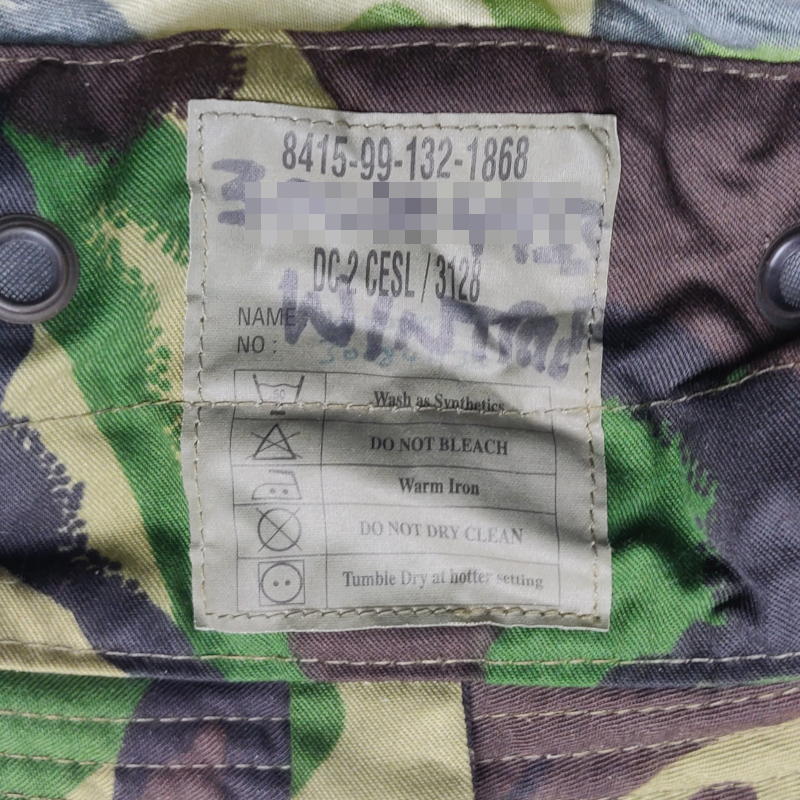 8415-99-132-1868
DC-2 CESL / 3128
NAME
NO :
Wash as Synthetics
DO NOT BLEACH
Warm Iron
DO NOT DRY CLEAN
Tumble Dry at hotter setting